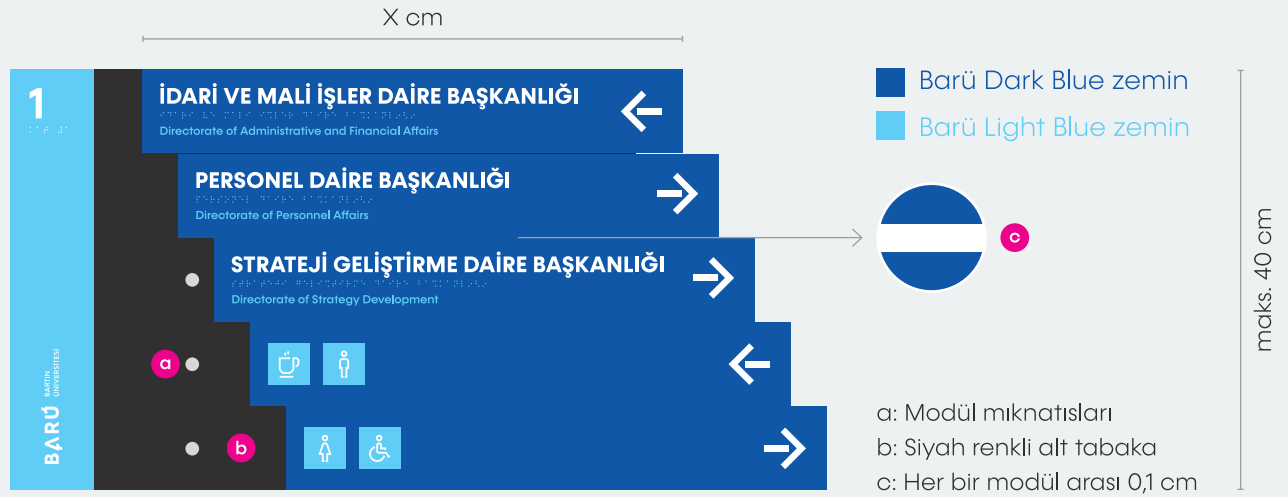 X cm
1
İDARİ VE MALİ İŞLER DAİRE BAŞKANLIĞI
Directorate of Administrative and Financial Affairs
PERSONEL DAİRE BAŞKANLIĞI
Directorate of Personnel Affairs
STRATEJİ GELİŞTİRME DAİRE BAŞKANLIĞI
Directorate of Strategy Development
a
b
BARÜ BARTIN
ÜNİVERSİTESİ
Barü Dark Blue zemin
Barü Light Blue zemin
c
maks. 40 cm
a: Modül mıknatısları
b: Siyah renkli alt tabaka
c: Her bir modül arası 0,1 cm